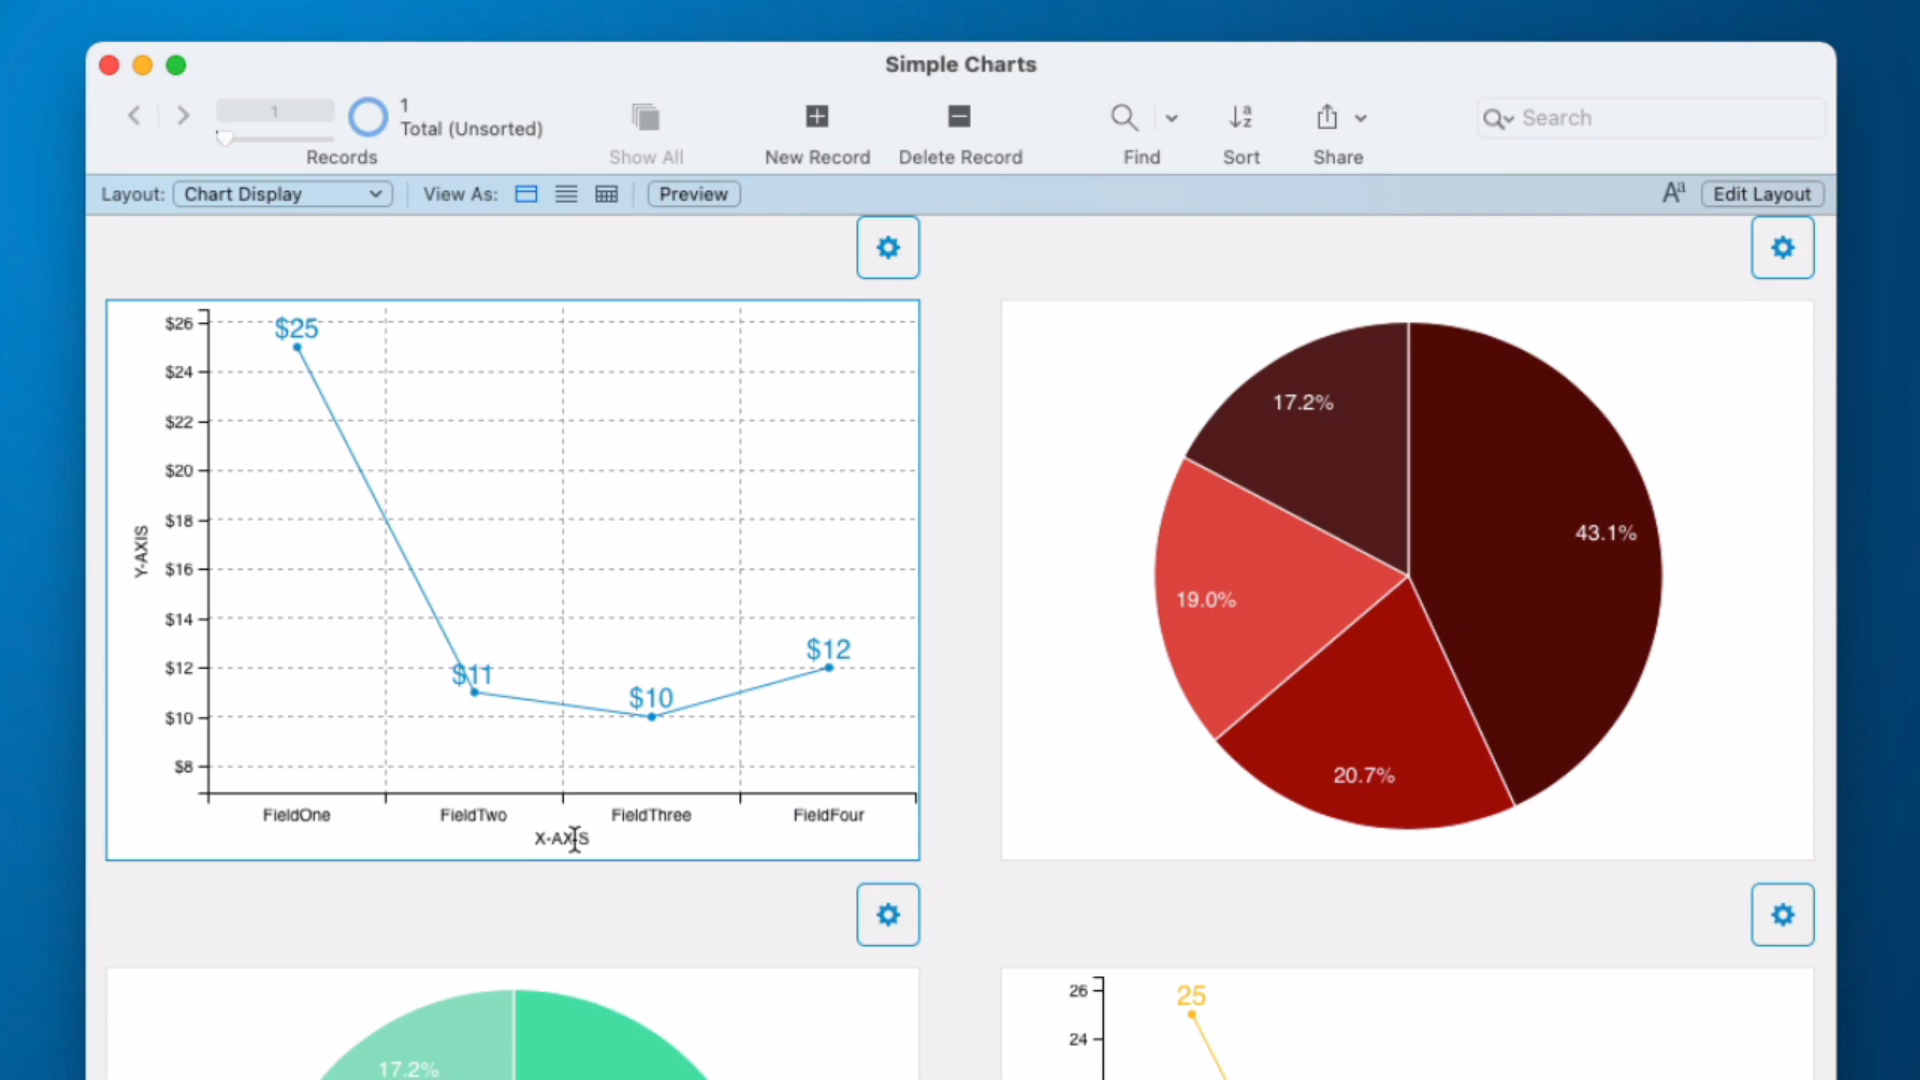 Simple Charts
1
1
Total (Unsorted)
Records
Show All
New Record
Delete Record
Find
Sort
Share
Search
Layout: Chart Display
View As:
Preview
Aa
Edit Layout
$26
$24
$22
$20
$18
$16
$14
$12
$10
$8
Y-AXIS
$25
$11
$10
$12
FieldOne
FieldTwo
FieldThree
FieldFour
X-AXIS
17.2%
43.1%
19.0%
20.7%
17.2%
26
24
25